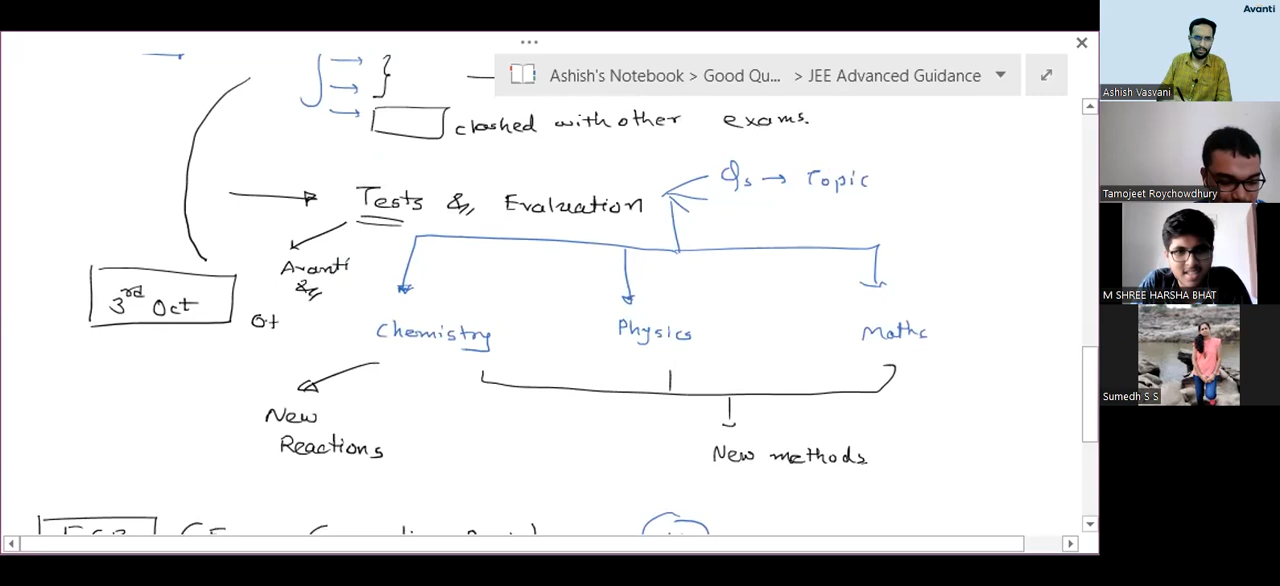 Avanti
Ashish's Notebook > Good Qu... > JEE Advanced Guidance
Ashish Vasvani
clashed with other exams.
Qs → Topic
Tests & Evaluation
Tamojeet Roychowdhury
Avanti
&
3rd Oct
Ot
M SHREE HARSHA BHAT
Chemistry Physics Maths
Sumedh S S
New
Reactions
New methods